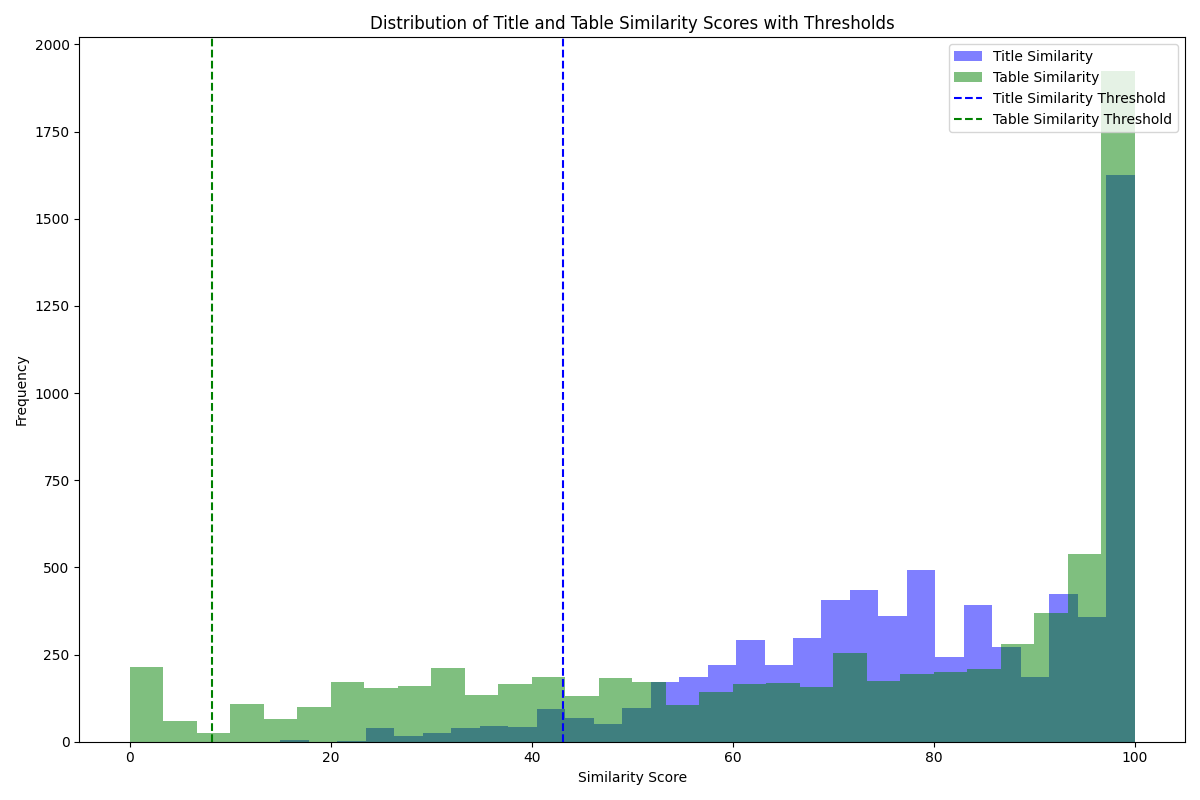 Distribution of Title and Table Similarity Scores with Thresholds
Title Similarity
Table Similarity
Title Similarity Threshold
Table Similarity Threshold
Frequency
2000
1750
1500
1250
1000
750
500
250
0
0 20 40 60 80 100
Similarity Score